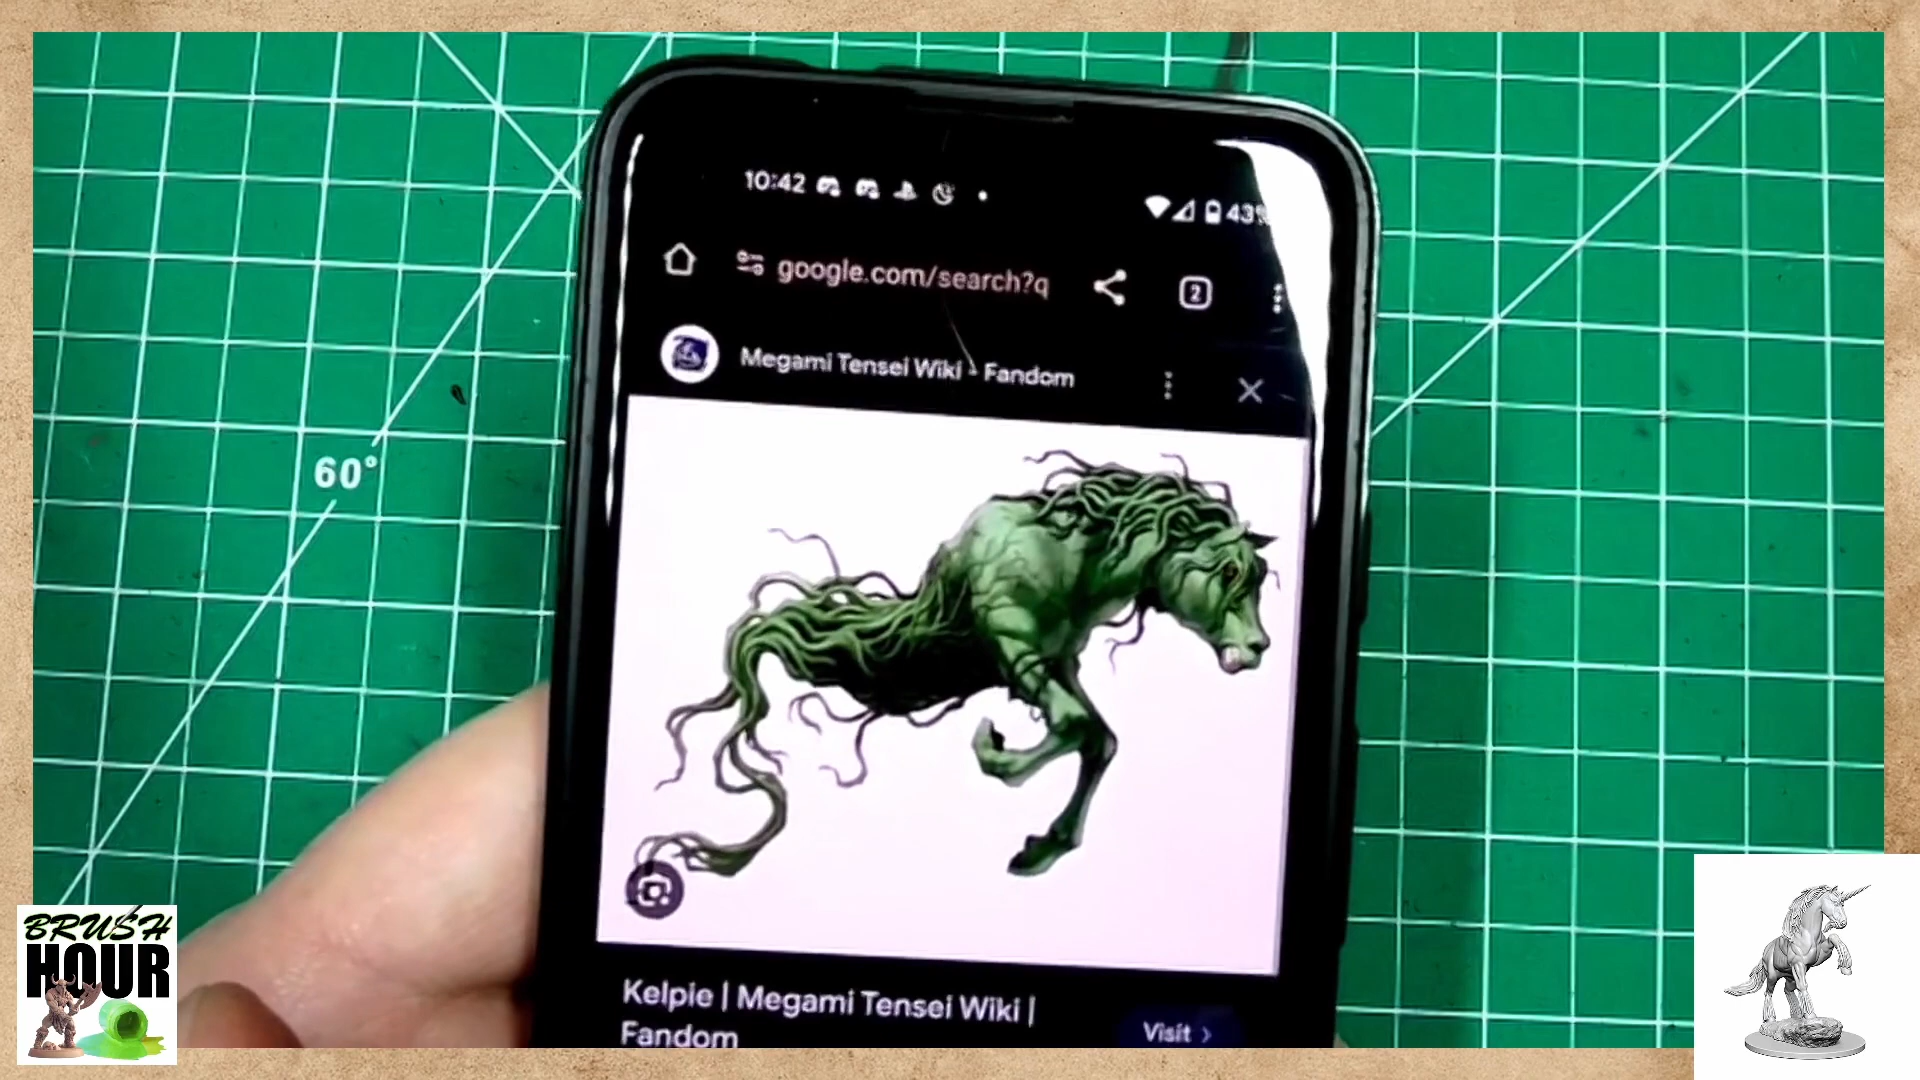 10:42
43%
google.com/search?q
2
Megami Tensei Wiki - Fandom
60°
Kelpie | Megami Tensei Wiki |
Fandom
Visit
BRUSH
HOUR